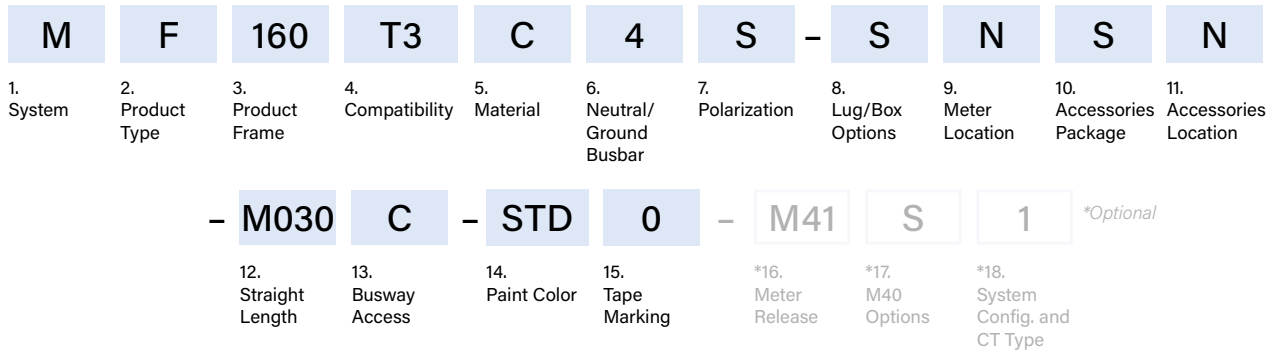 M F 160 T3 C 4 S – S N S N
1. 2. 3. 4. 5. 6. 7. 8. 9. 10. 11.
System Product Product Compatibility Material Neutral/ Polarization Lug/Box Meter Accessories Accessories
Type Frame Ground Options Location Package Location
Busbar
– M030 C – STD 0 – M41 S 1 *Optional
12. 13. 14. 15. *16. *17. *18.
Straight Busway Paint Color Tape Meter M40 System
Length Access Marking Release Options Config. and
CT Type